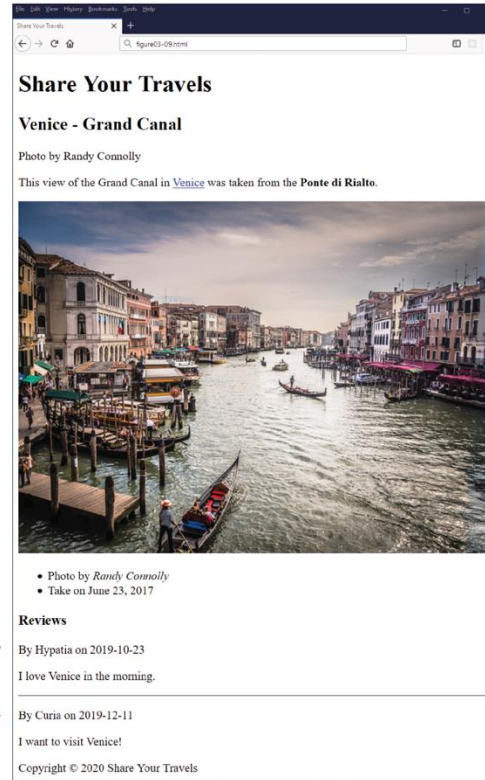 File Edit View History Bookmarks Tools Help
Share Your Travels
figure03-09.html
Share Your Travels
Venice - Grand Canal
Photo by Randy Connolly
This view of the Grand Canal in Venice was taken from the Ponte di Rialto.
• Photo by Randy Connolly
• Take on June 23, 2017
Reviews
By Hypatia on 2019-10-23
I love Venice in the morning.
By Curia on 2019-12-11
I want to visit Venice!
Copyright © 2020 Share Your Travels